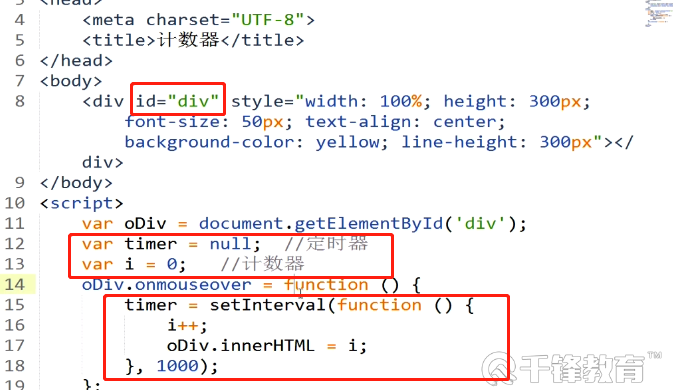 3 <head>
4 <meta charset="UTF-8">
5 <title>计数器</title>
6 </head>
7 <body>
8 <div id="div" style="width: 100%; height: 300px;
font-size: 50px; text-align: center;
background-color: yellow; line-height: 300px"></
div>
9 </body>
10 <script>
11 var oDiv = document.getElementById('div');
12 var timer = null; //定时器
13 var i = 0; //计数器
14 oDiv.onmouseover = function () {
15 timer = setInterval(function () {
16 i++;
17 oDiv.innerHTML = i;
18 }, 1000);
19 };
千锋教育™